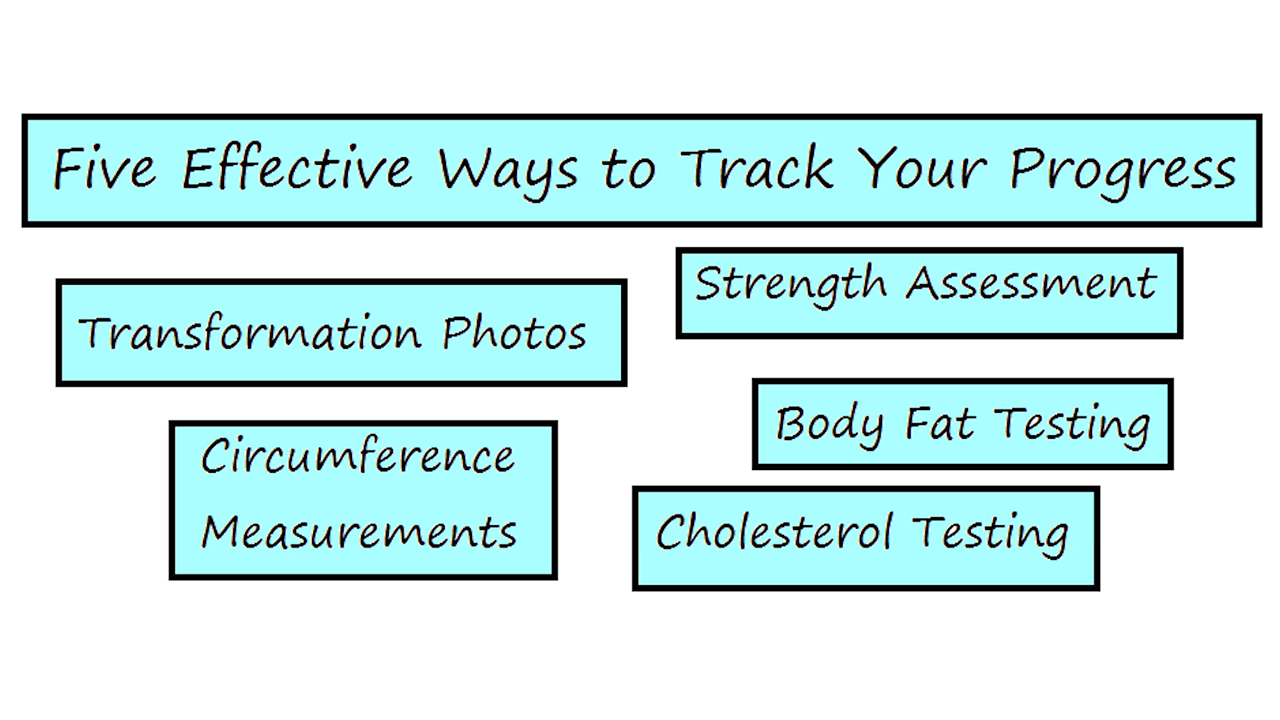 Five Effective Ways to Track Your Progress
Transformation Photos
Strength Assessment
Circumference
Measurements
Body Fat Testing
Cholesterol Testing